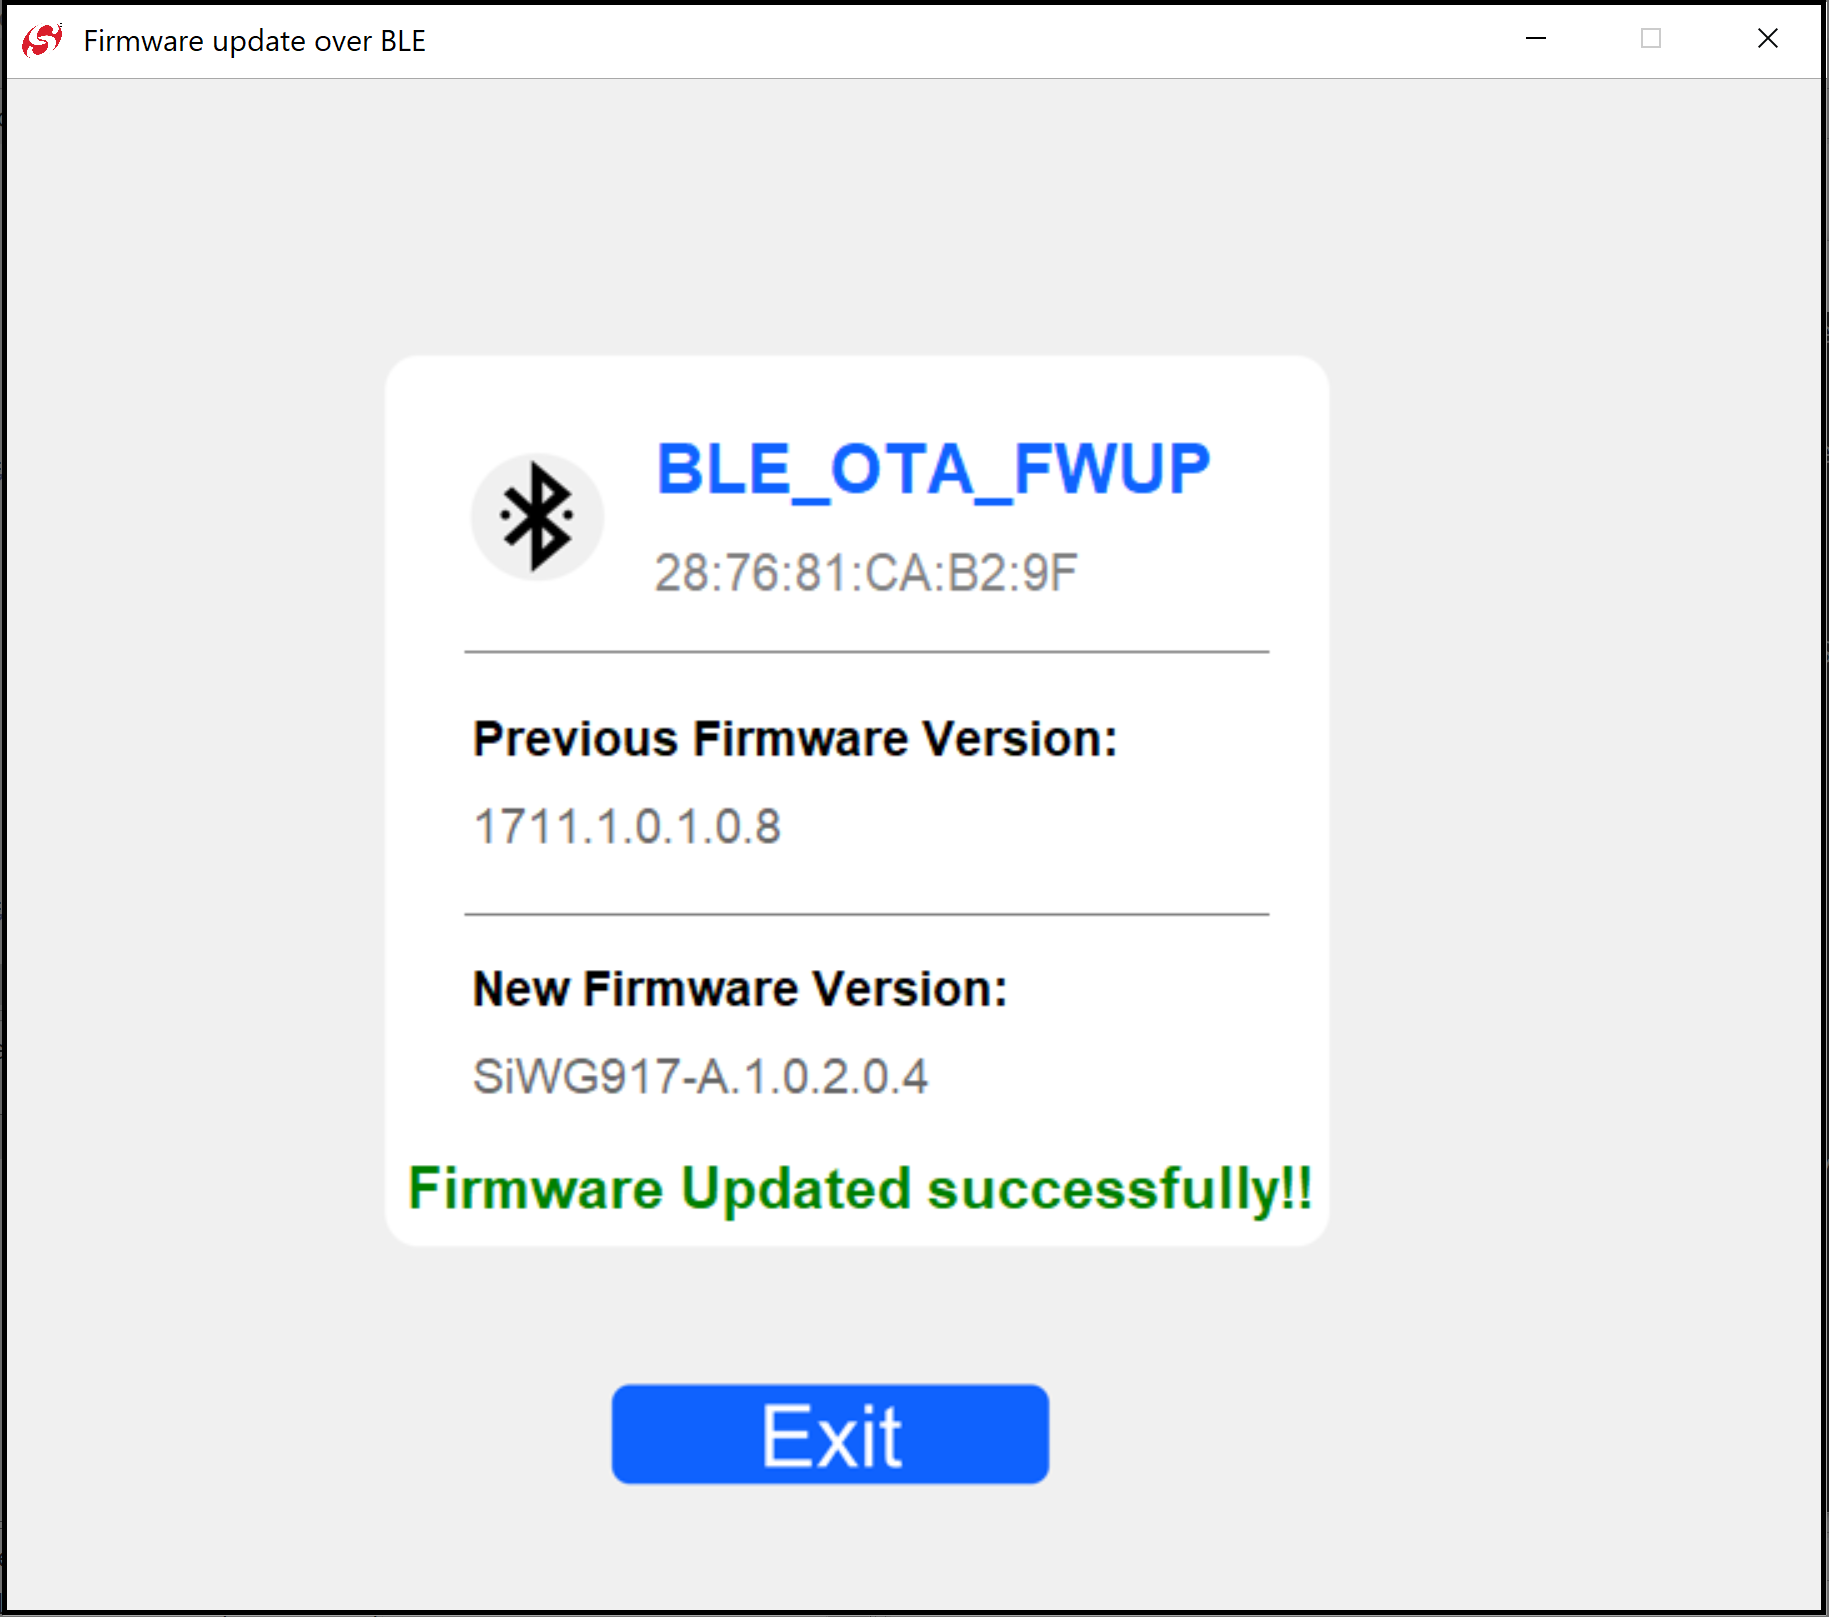 Firmware update over BLE
BLE_OTA_FWUP
28:76:81:CA:B2:9F
Previous Firmware Version:
1711.1.0.1.0.8
New Firmware Version:
SiWG917-A.1.0.2.0.4
Firmware Updated successfully!!
Exit